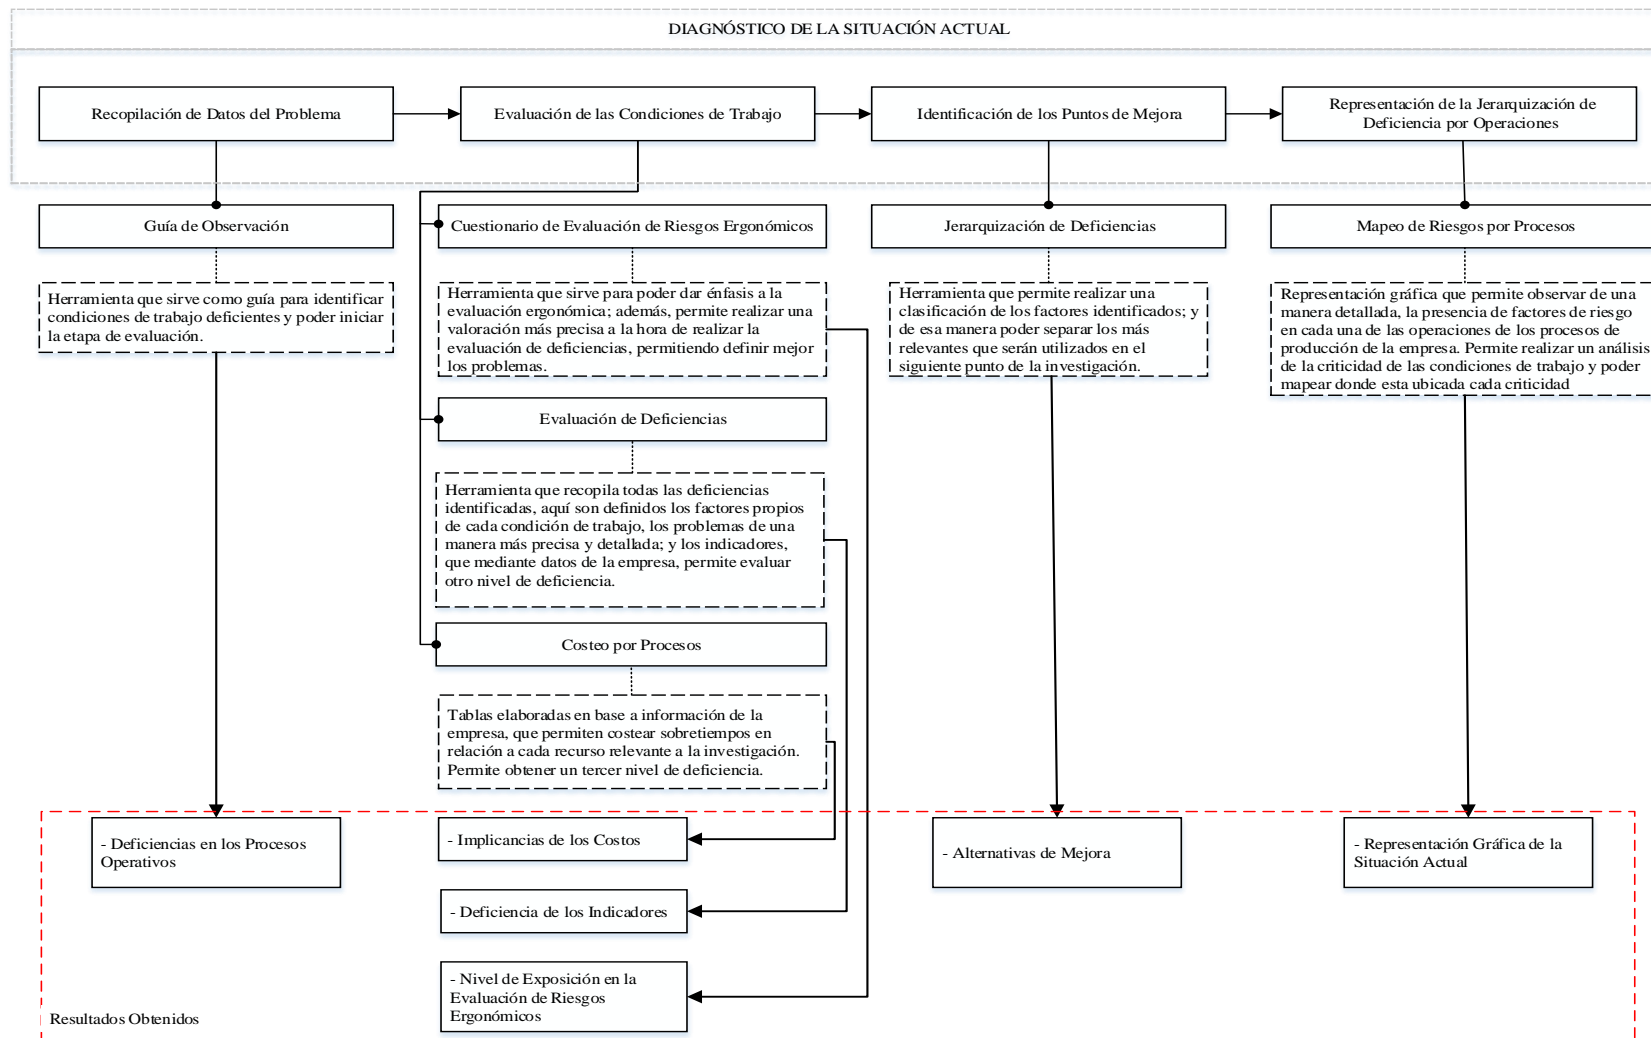 DIAGNÓSTICO DE LA SITUACIÓN ACTUAL
Recopilación de Datos del Problema
Evaluación de las Condiciones de Trabajo
Identificación de los Puntos de Mejora
Representación de la Jerarquización de
Deficiencia por Operaciones
Guía de Observación
Cuestionario de Evaluación de Riesgos Ergonómicos
Jerarquización de Deficiencias
Mapeo de Riesgos por Procesos
Herramienta que sirve como guía para identificar
condiciones de trabajo deficientes y poder iniciar
la etapa de evaluación.
Herramienta que sirve para poder dar énfasis a la
evaluación ergonómica; además, permite realizar una
valoración más precisa a la hora de realizar la
evaluación de deficiencias, permitiendo definir mejor
los problemas.
Herramienta que permite realizar una
clasificación de los factores identificados; y
de esa manera poder separar los más
relevantes que serán utilizados en el
siguiente punto de la investigación.
Representación gráfica que permite observar de una
manera detallada, la presencia de factores de riesgo
en cada una de las operaciones de los procesos de
producción de la empresa. Permite realizar un análisis
de la criticidad de las condiciones de trabajo y poder
mapear donde esta ubicada cada criticidad
Evaluación de Deficiencias
Herramienta que recopila todas las deficiencias
identificadas, aquí son definidos los factores propios
de cada condición de trabajo, los problemas de una
manera más precisa y detallada; y los indicadores,
que mediante datos de la empresa, permite evaluar
otro nivel de deficiencia.
Costeo por Procesos
Tablas elaboradas en base a información de la
empresa, que permiten costear sobretiempos en
relación a cada recurso relevante a la investigación.
Permite obtener un tercer nivel de deficiencia.
- Deficiencias en los Procesos
Operativos
- Implicancias de los Costos
- Alternativas de Mejora
- Representación Gráfica de la
Situación Actual
- Deficiencia de los Indicadores
- Nivel de Exposición en la
Evaluación de Riesgos
Ergonómicos
Resultados Obtenidos